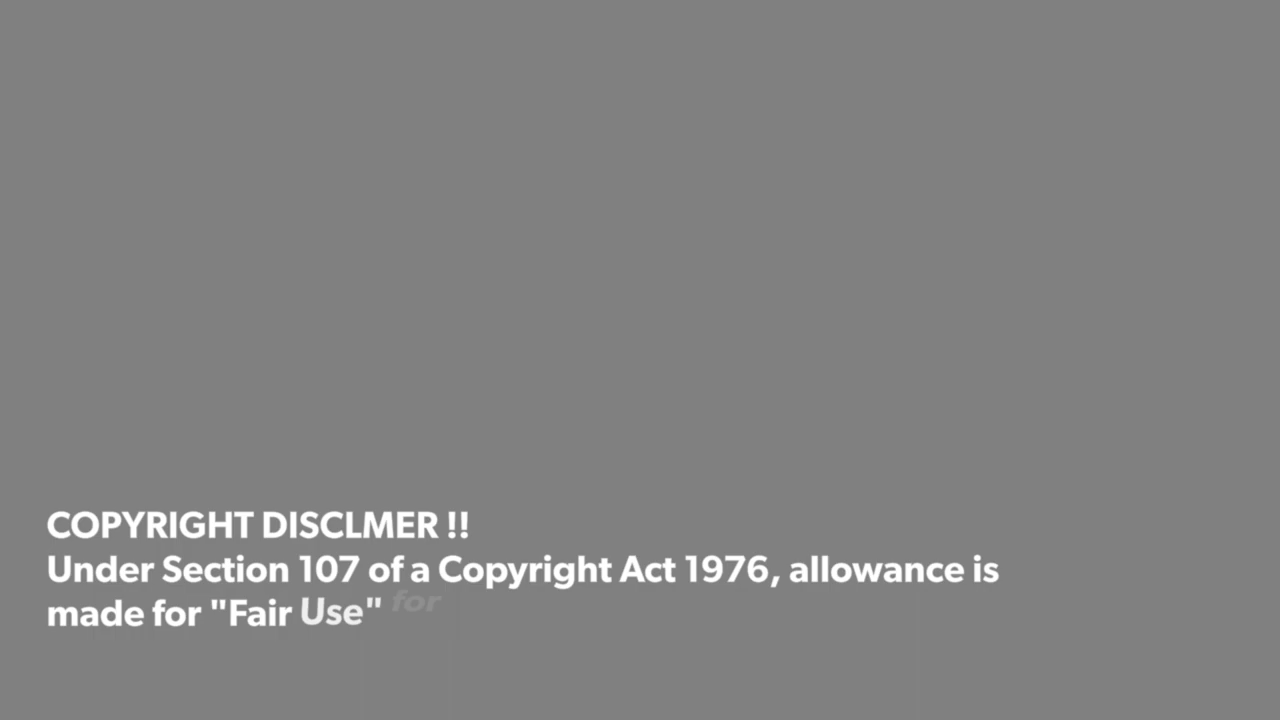 COPYRIGHT DISCLMER !!
Under Section 107 of a Copyright Act 1976, allowance is
made for "Fair Use" for